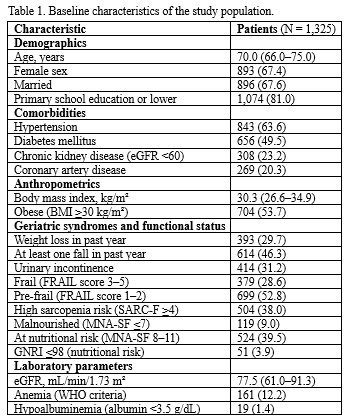 Table 1. Baseline characteristics of the study population.
Characteristic Patients (N = 1,325)
Demographics
Age, years 70.0 (66.0–75.0)
Female sex 893 (67.4)
Married 896 (67.6)
Primary school education or lower 1,074 (81.0)
Comorbidities
Hypertension 843 (63.6)
Diabetes mellitus 656 (49.5)
Chronic kidney disease (eGFR <60) 308 (23.2)
Coronary artery disease 269 (20.3)
Anthropometrics
Body mass index, kg/m² 30.3 (26.6–34.9)
Obese (BMI ≥30 kg/m²) 704 (53.7)
Geriatric syndromes and functional status
Weight loss in past year 393 (29.7)
At least one fall in past year 614 (46.3)
Urinary incontinence 414 (31.2)
Frail (FRAIL score 3–5) 379 (28.6)
Pre-frail (FRAIL score 1–2) 699 (52.8)
High sarcopenia risk (SARC-F ≥4) 504 (38.0)
Malnourished (MNA-SF ≤7) 119 (9.0)
At nutritional risk (MNA-SF 8–11) 524 (39.5)
GNRI ≤98 (nutritional risk) 51 (3.9)
Laboratory parameters
eGFR, mL/min/1.73 m² 77.5 (61.0–91.3)
Anemia (WHO criteria) 161 (12.2)
Hypoalbuminemia (albumin <3.5 g/dL) 19 (1.4)